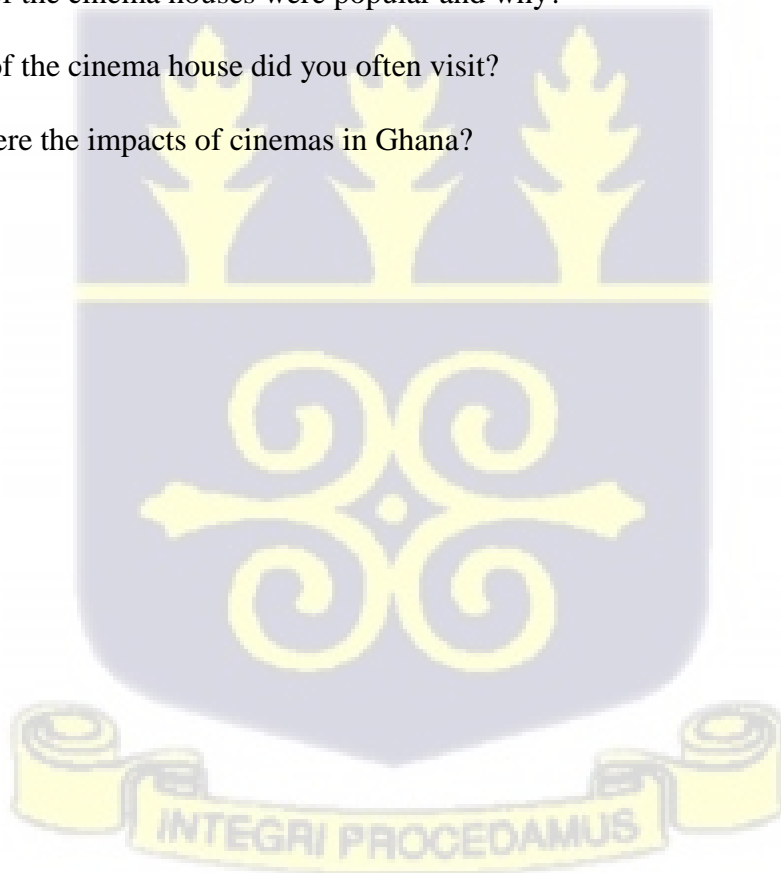 f the cinema houses were popular and why?
of the cinema house did you often visit?
ere the impacts of cinemas in Ghana?
INTEGRI PROCEDAMUS